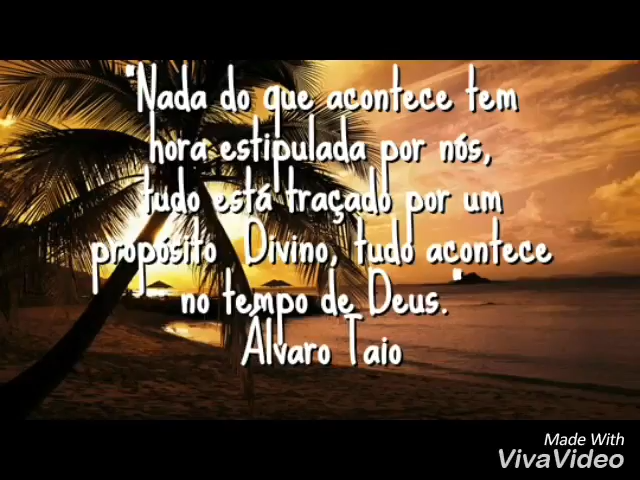 "Nada do que acontece tem
hora estipulada por nós,
tudo está traçado por um
propósito Divino, tudo acontece
no tempo de Deus."
Álvaro Taio
Made With
VivaVideo